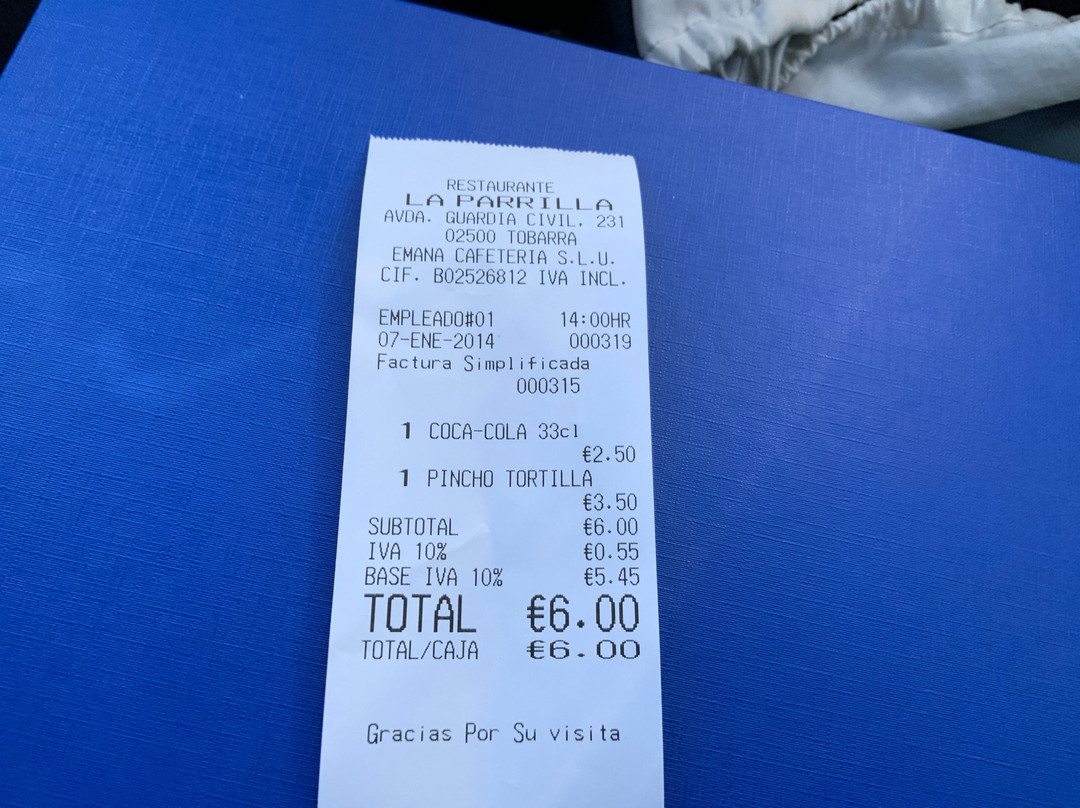 RESTAURANTE
LA PARRILLA
AVDA. GUARDIA CIVIL, 231
02500 TOBARRA
EMANA CAFETERIA S.L.U.
CIF. B02526812 IVA INCL.
EMPLEADO#01 14:00HR
07-ENE-2014 000319
Factura Simplificada
000315
1 COCA-COLA 33cl
€2.50
1 PINCHO TORTILLA
€3.50
SUBTOTAL €6.00
IVA 10% €0.55
BASE IVA 10% €5.45
TOTAL €6.00
TOTAL/CAJA €6.00
Gracias Por Su visita